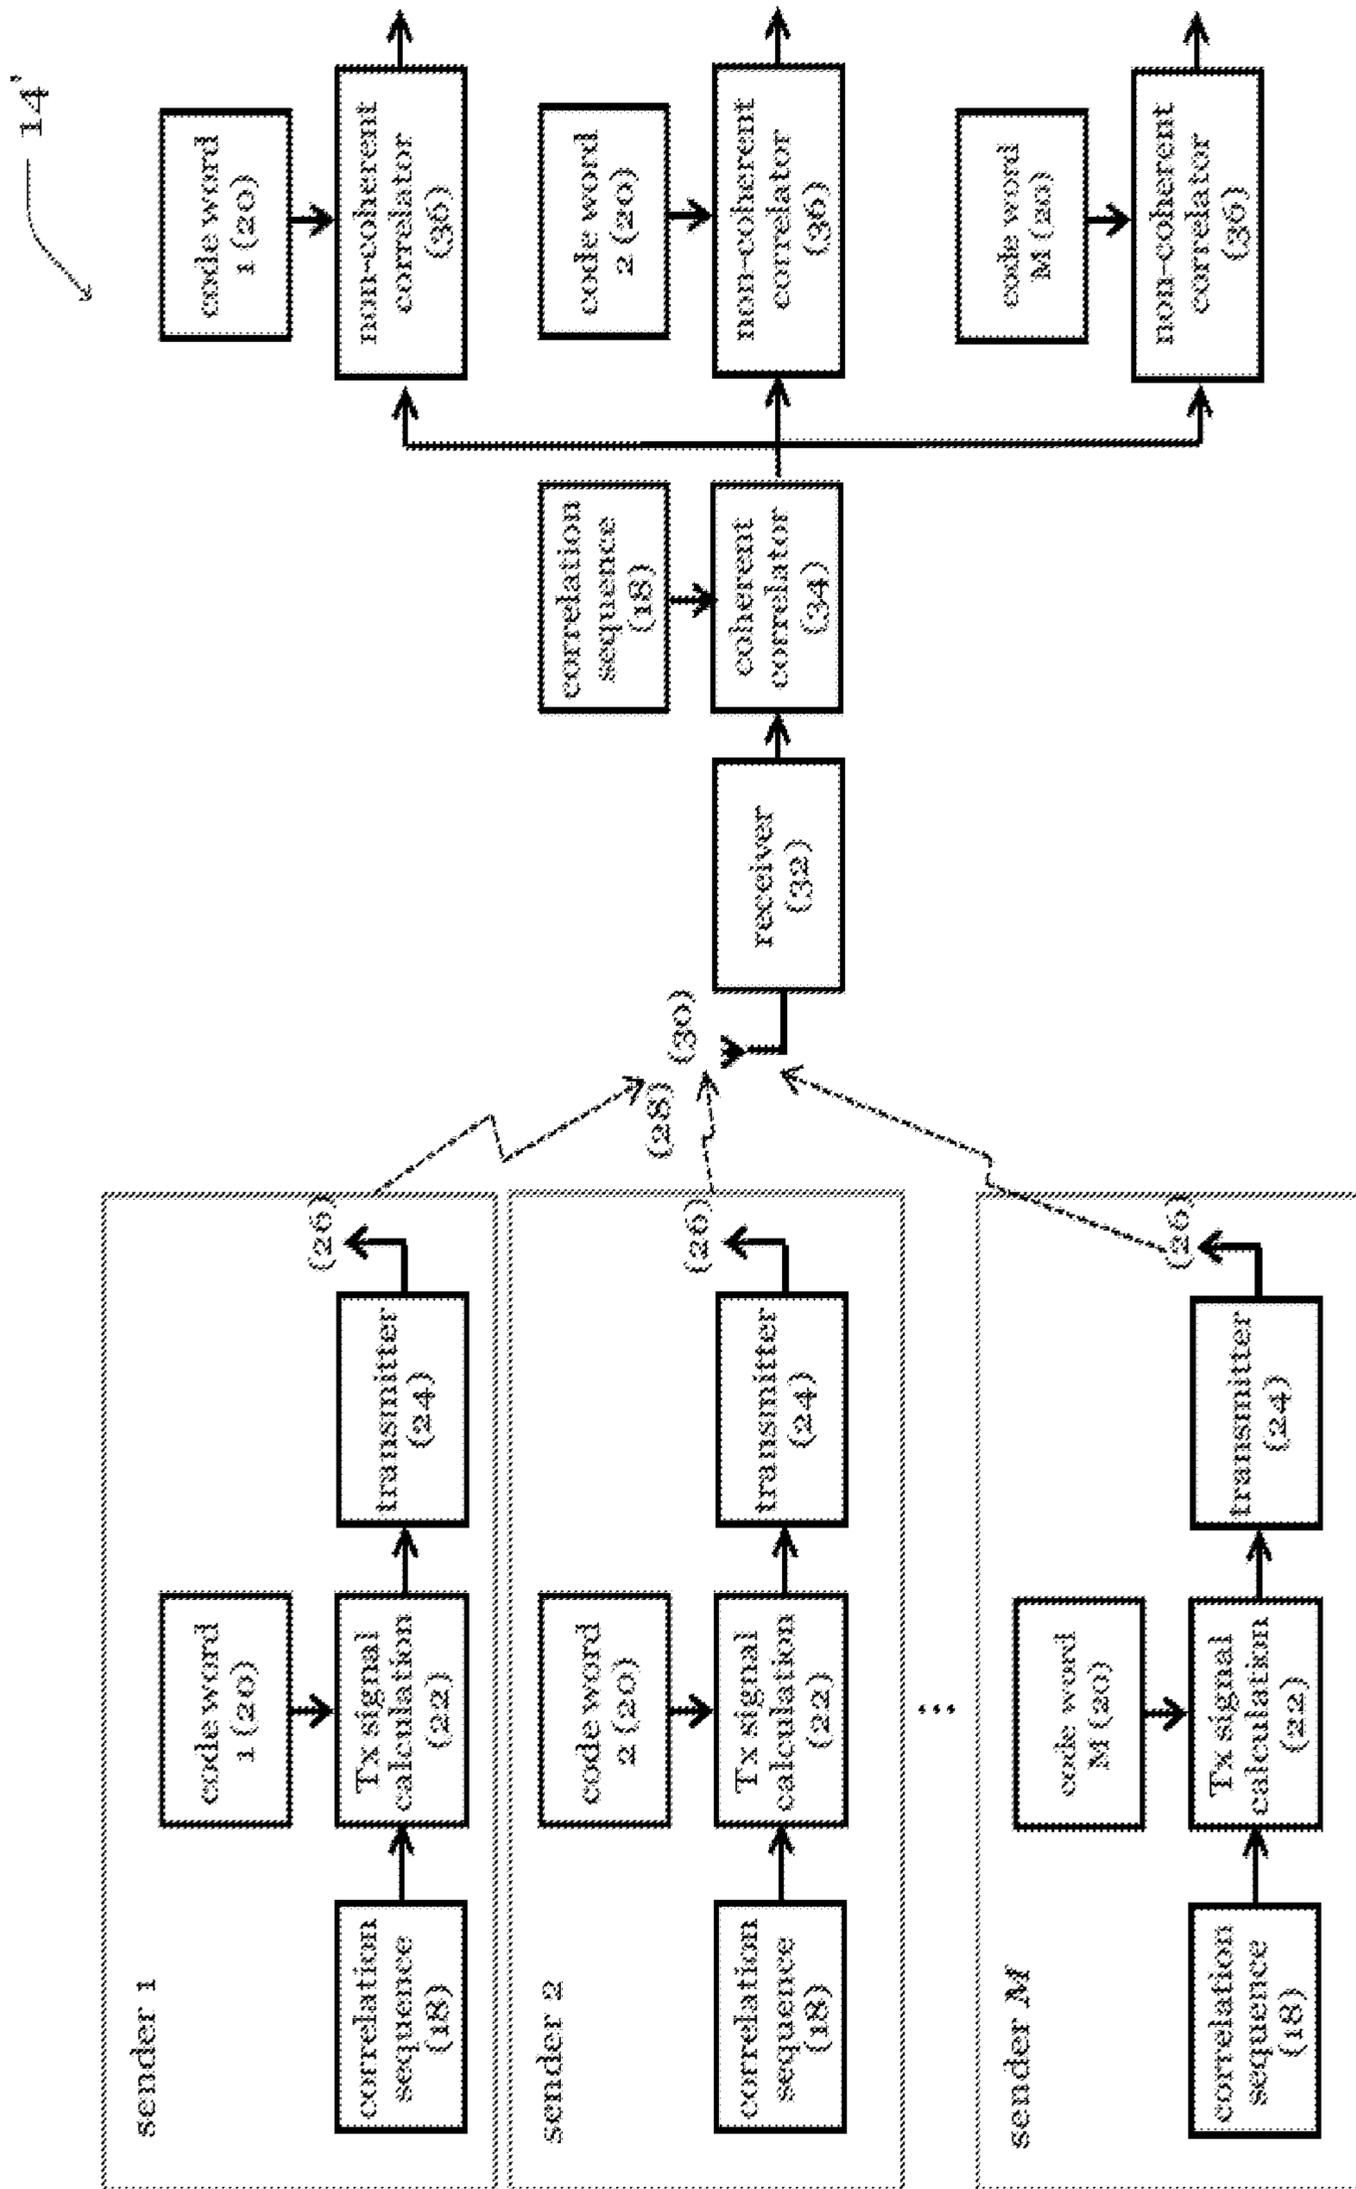 14'
sender 1
correlation
sequence
(18)
code word
1 (20)
Tx signal
calculation
(22)
transmitter
(24)
(26)
sender 2
correlation
sequence
(18)
code word
2 (20)
Tx signal
calculation
(22)
transmitter
(24)
(26)
...
sender M
correlation
sequence
(18)
code word
M (20)
Tx signal
calculation
(22)
transmitter
(24)
(26)
(28)
(30)
receiver
(32)
correlation
sequence
(18)
coherent
correlator
(34)
code word
1 (20)
non-coherent
correlator
(36)
code word
2 (20)
non-coherent
correlator
(36)
code word
M (20)
non-coherent
correlator
(36)